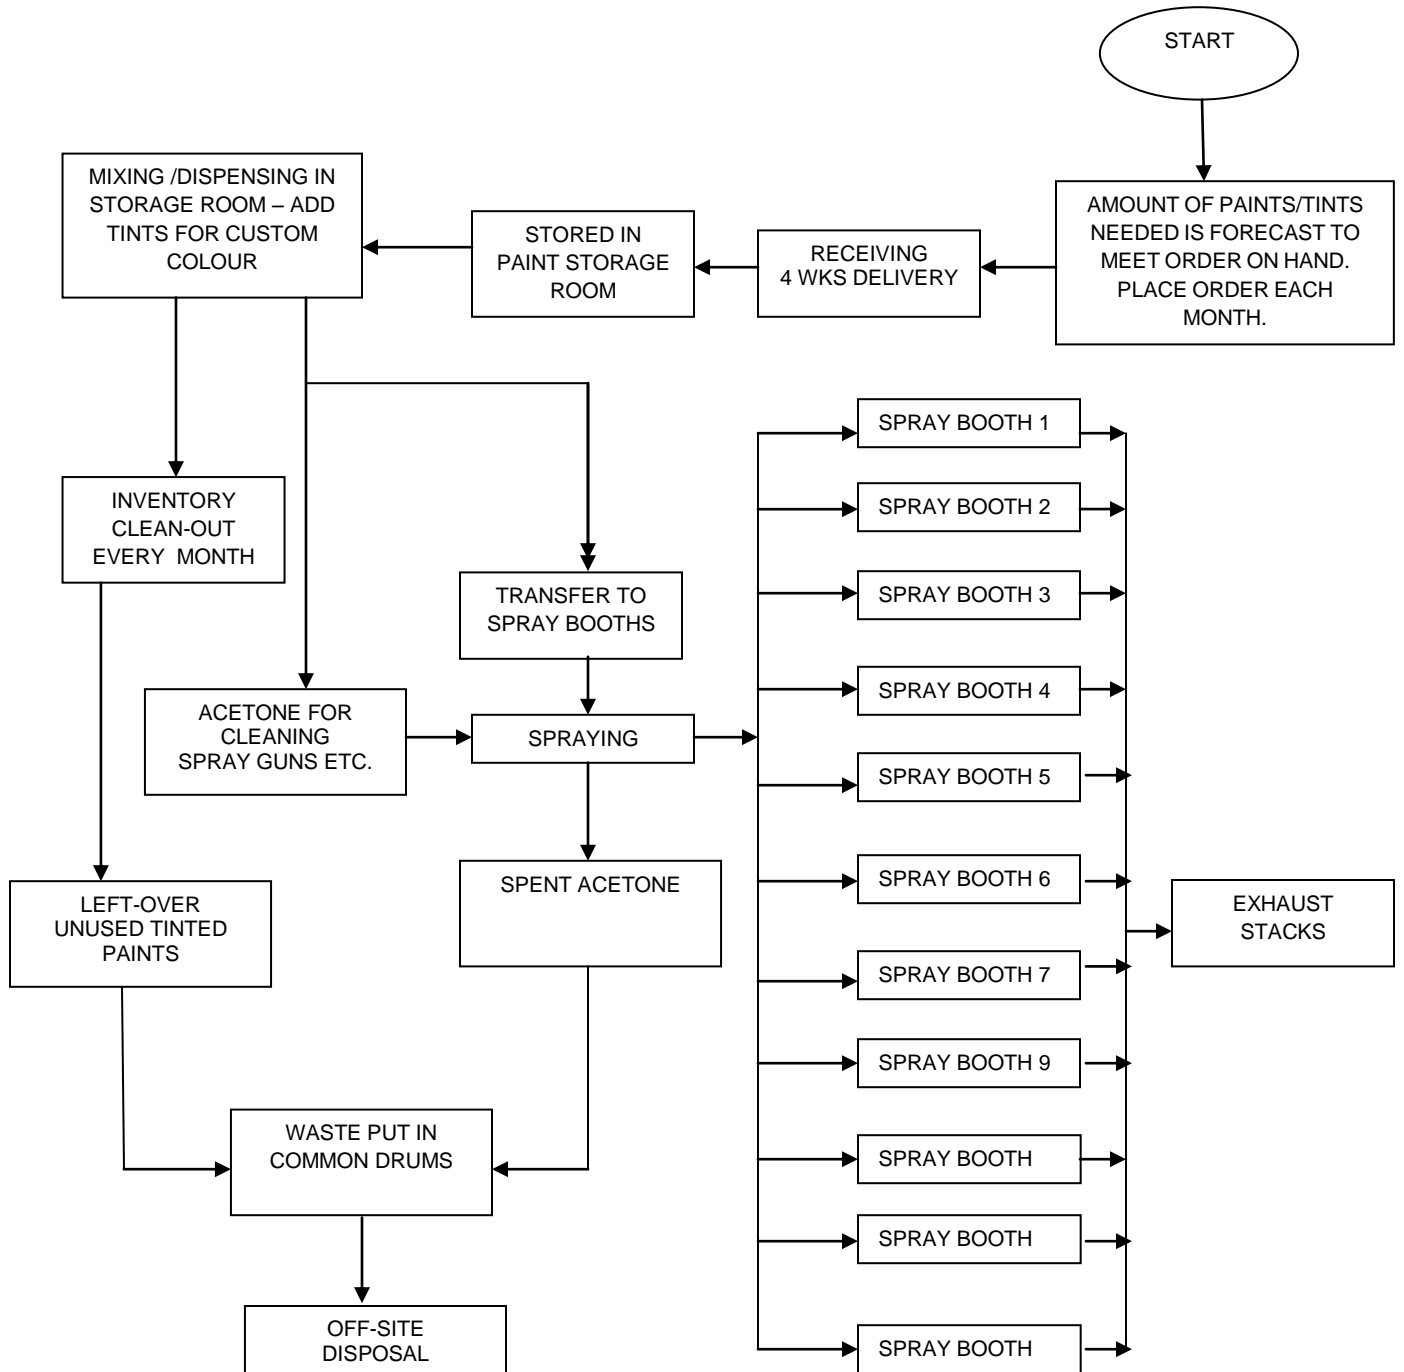 START
AMOUNT OF PAINTS/TINTS
NEEDED IS FORECAST TO
MEET ORDER ON HAND.
PLACE ORDER EACH
MONTH.
RECEIVING
4 WKS DELIVERY
STORED IN
PAINT STORAGE
ROOM
MIXING /DISPENSING IN
STORAGE ROOM – ADD
TINTS FOR CUSTOM
COLOUR
INVENTORY
CLEAN-OUT
EVERY MONTH
TRANSFER TO
SPRAY BOOTHS
ACETONE FOR
CLEANING
SPRAY GUNS ETC.
SPRAYING
SPENT ACETONE
LEFT-OVER
UNUSED TINTED
PAINTS
WASTE PUT IN
COMMON DRUMS
OFF-SITE
DISPOSAL
SPRAY BOOTH 1
SPRAY BOOTH 2
SPRAY BOOTH 3
SPRAY BOOTH 4
SPRAY BOOTH 5
SPRAY BOOTH 6
SPRAY BOOTH 7
SPRAY BOOTH 9
SPRAY BOOTH
SPRAY BOOTH
SPRAY BOOTH
EXHAUST
STACKS